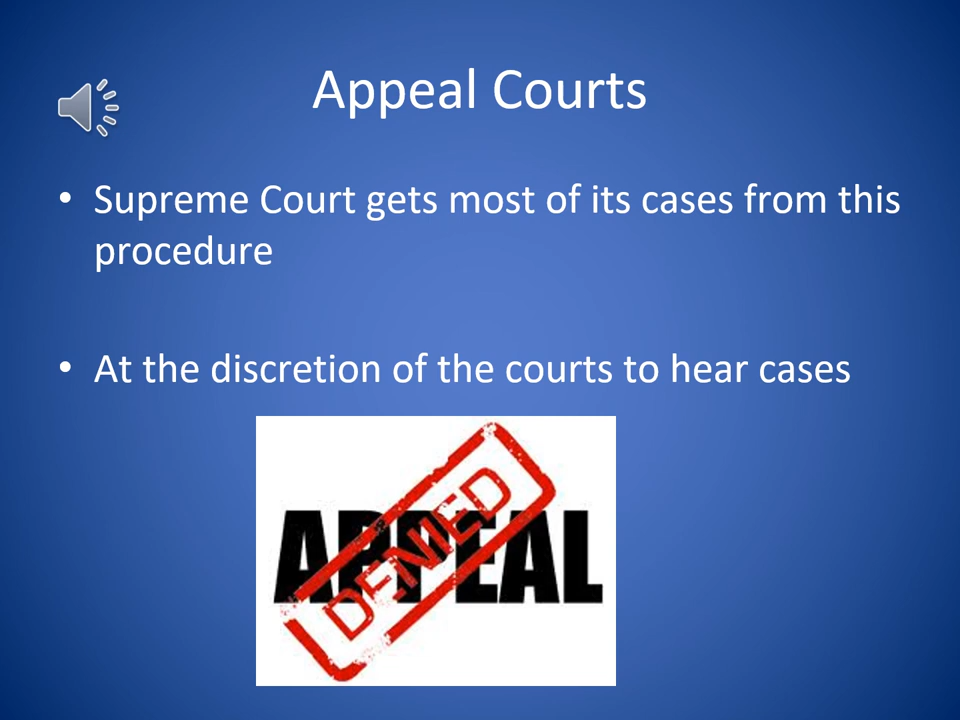 Appeal Courts
• Supreme Court gets most of its cases from this
procedure
• At the discretion of the courts to hear cases
APPEAL
DENIED